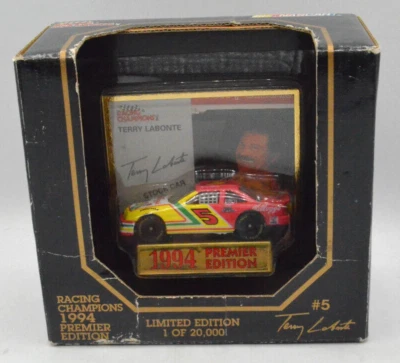 RACING
CHAMPIONS
TERRY LABONTE
Terry Labonte
STOCK CAR
5
1994 PREMIER
EDITION
RACING
CHAMPIONS
1994
PREMIER
EDITION
LIMITED EDITION
1 OF 20,000!
#5
Terry Labonte